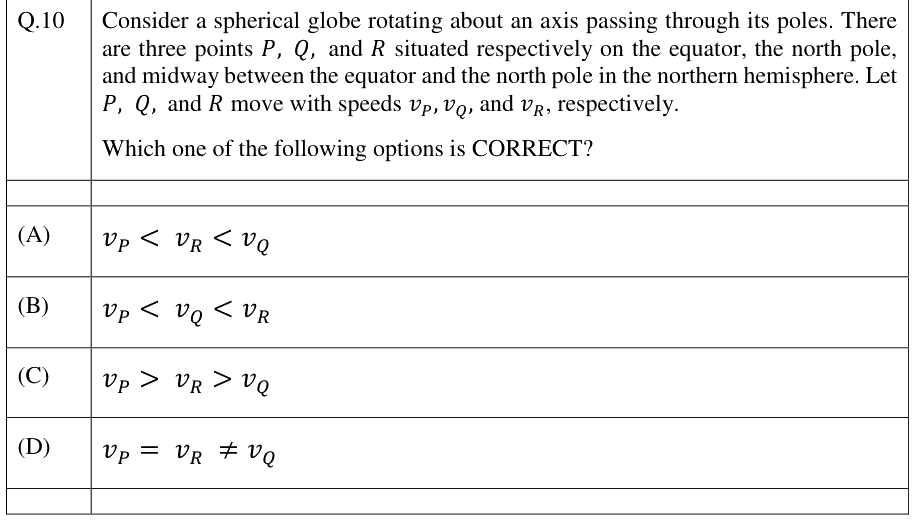 Q.10 Consider a spherical globe rotating about an axis passing through its poles. There
are three points P, Q, and R situated respectively on the equator, the north pole,
and midway between the equator and the north pole in the northern hemisphere. Let
P, Q, and R move with speeds v_P, v_Q, and v_R, respectively.
Which one of the following options is CORRECT?
(A) v_P < v_R < v_Q
(B) v_P < v_Q < v_R
(C) v_P > v_R > v_Q
(D) v_P = v_R ≠ v_Q